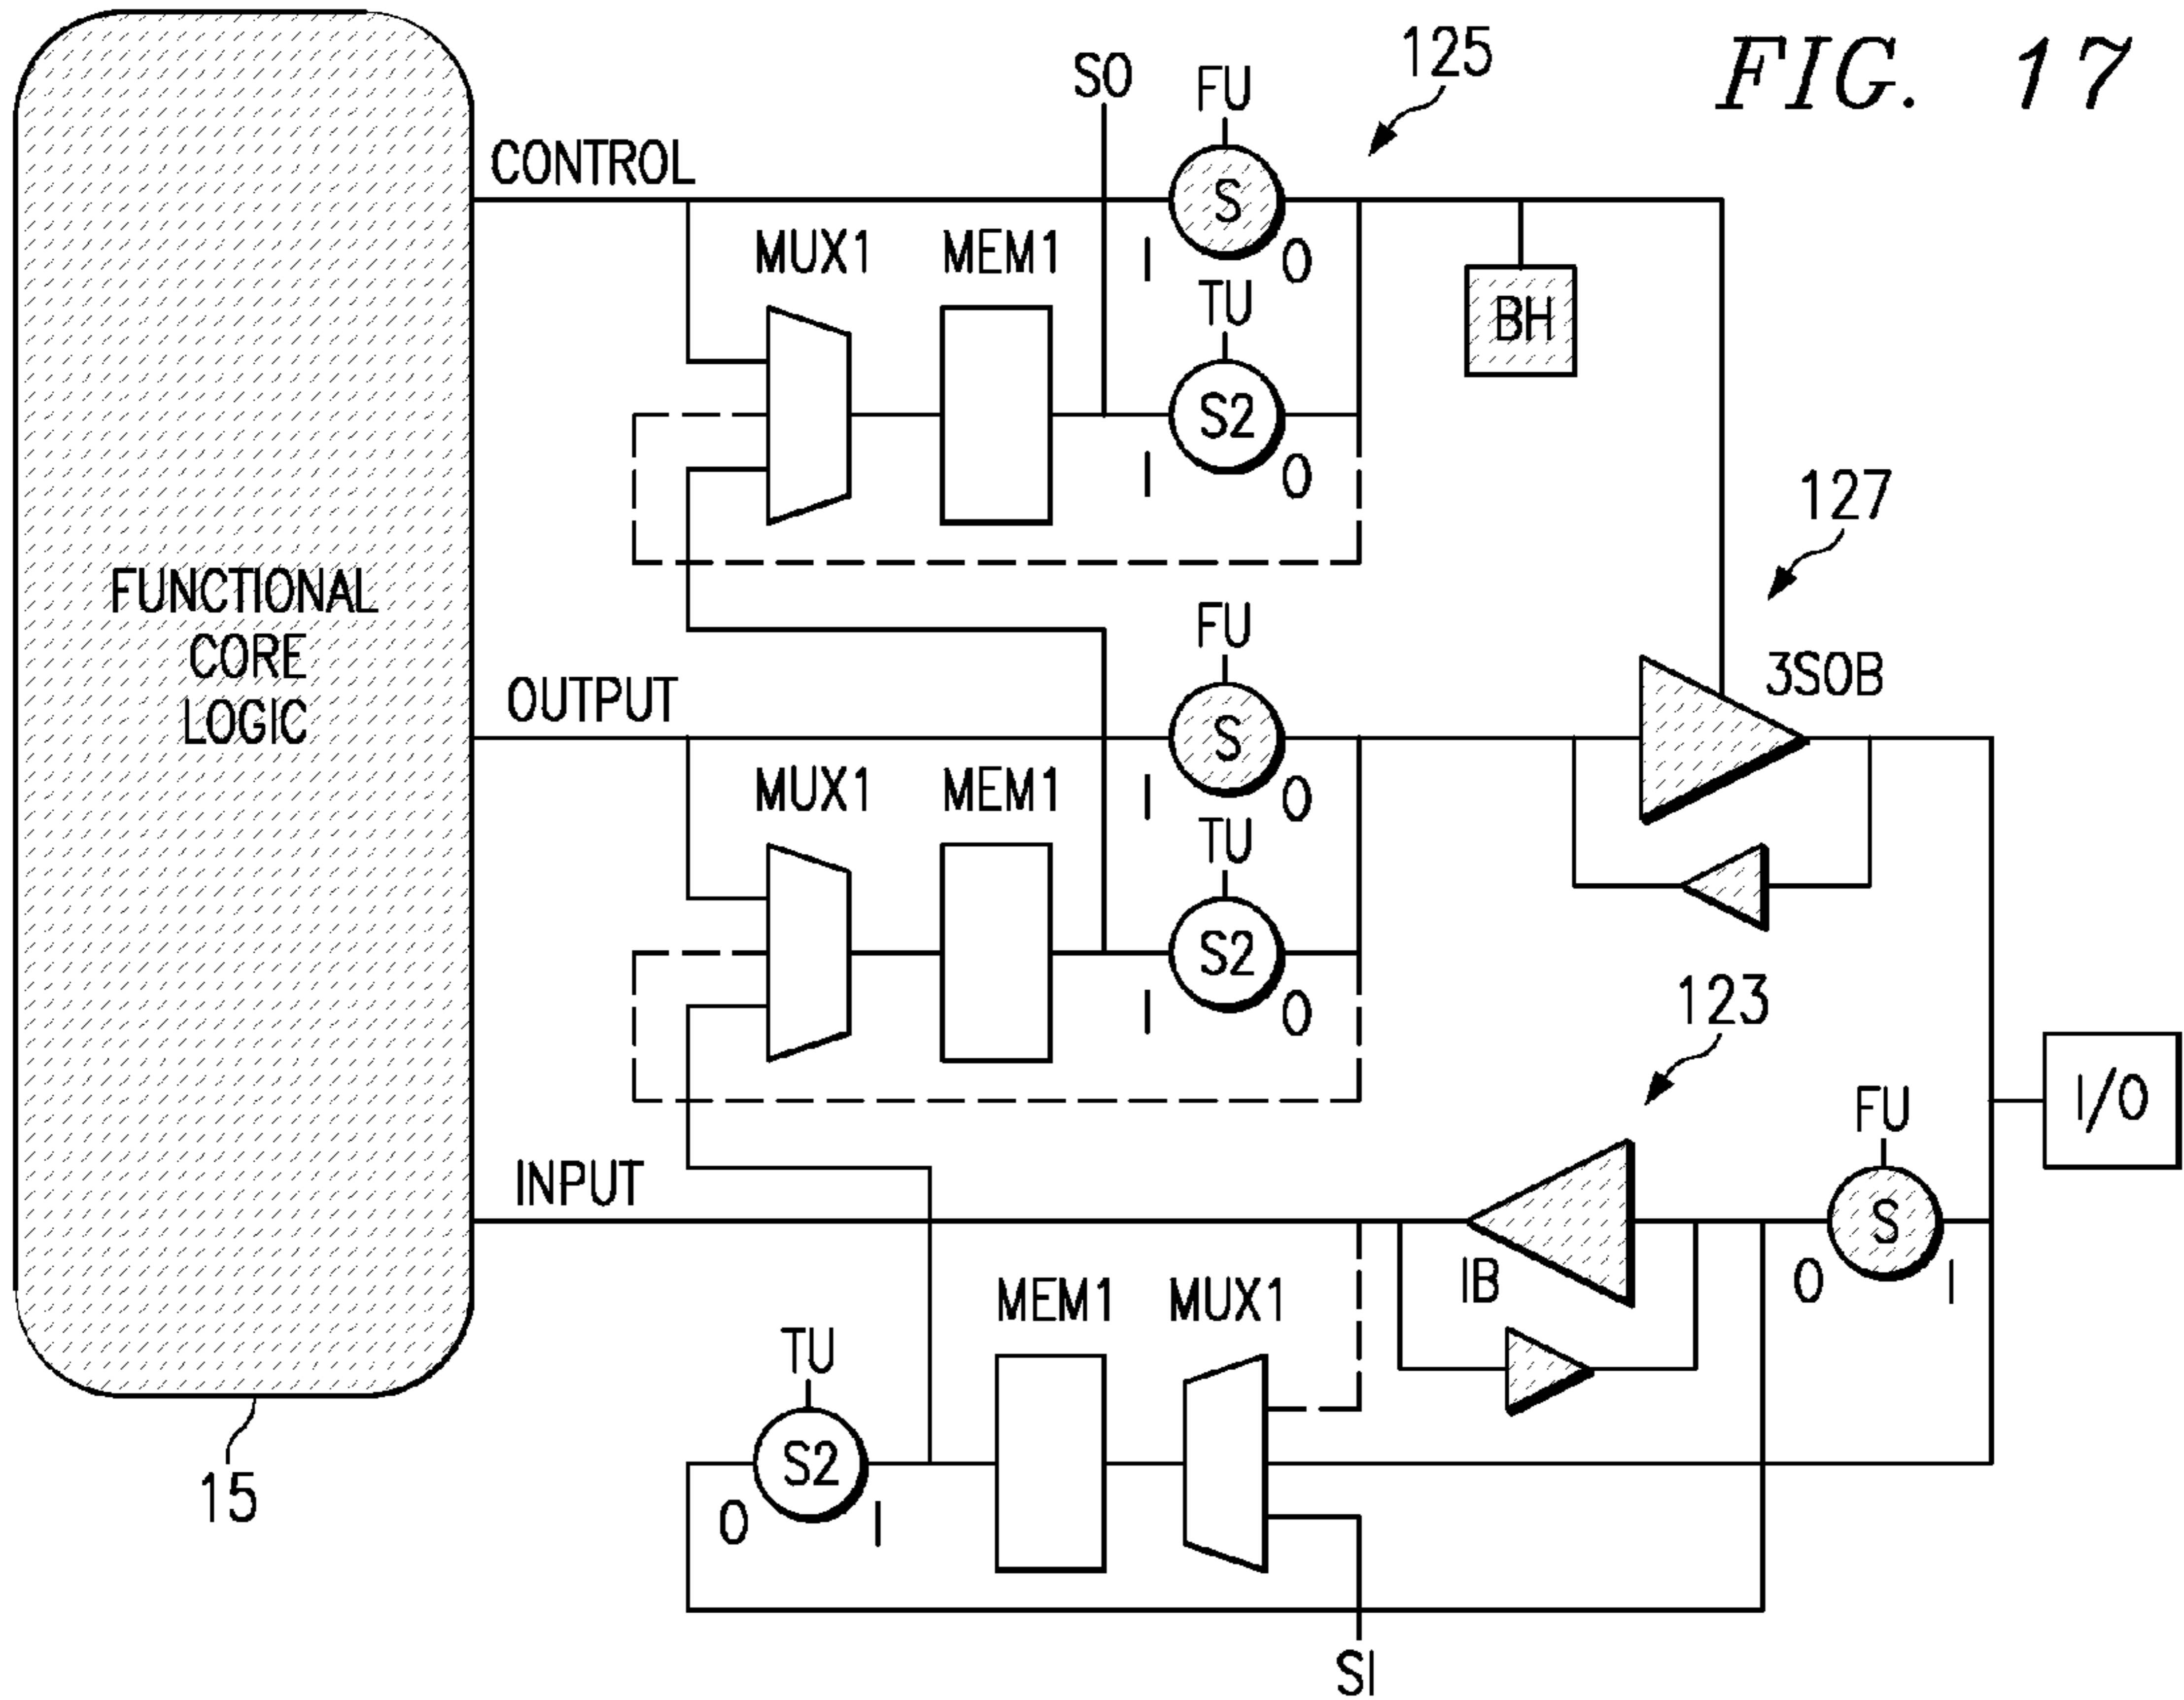 FIG. 17
125
SO
FU
CONTROL
S
I
O
MUX1
MEM1
TU
BH
S2
I
O
127
FUNCTIONAL
CORE
LOGIC
FU
3SOB
OUTPUT
S
I
O
MUX1
MEM1
TU
S2
I
O
123
I/O
FU
INPUT
S
IB
O
I
MEM1
MUX1
TU
S2
O
I
15
SI